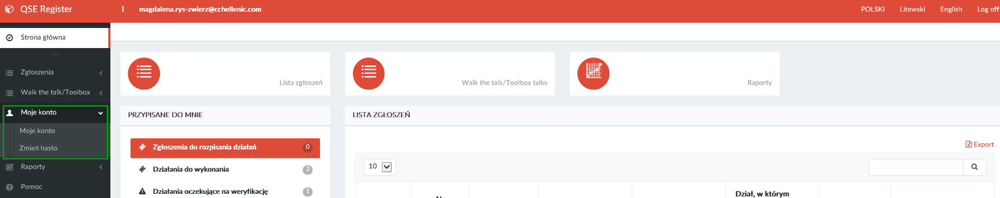 QSE Register
magdalena.rys-zwierz@cchellenic.com
POLSKI
Litewski
English
Log off
Strona główna
Zgłoszenia
Walk the talk/Toolbox
Moje konto
Moje konto
Zmień hasło
Raporty
Pomoc
Lista zgłoszeń
Walk the talk/Toolbox talks
Raporty
PRZYPISANE DO MNIE
Zgłoszenia do rozpisania działań 0
Działania do wykonania 3
Działania oczekujące na weryfikację 1
LISTA ZGŁOSZEŃ
Export
10
Dział, w którym